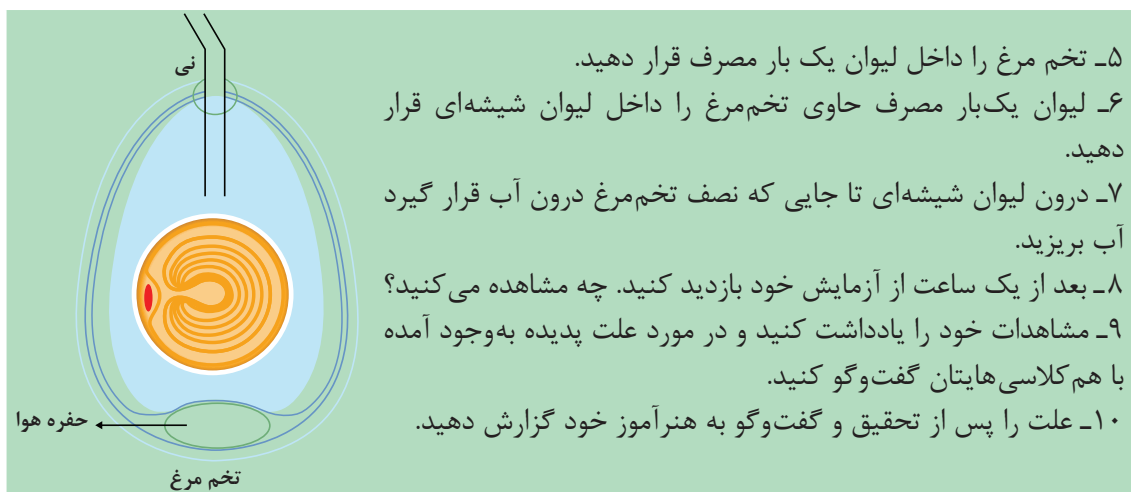 ۵ـ تخم مرغ را داخل لیوان یک بار مصرف قرار دهید.
۶ـ لیوان یک‌بار مصرف حاوی تخم‌مرغ را داخل لیوان شیشه‌ای قرار
دهید.
۷ـ درون لیوان شیشه‌ای تا جایی که نصف تخم‌مرغ درون آب قرار گیرد
آب بریزید.
۸ـ بعد از یک ساعت از آزمایش خود بازدید کنید. چه مشاهده می‌کنید؟
۹ـ مشاهدات خود را یادداشت کنید و در مورد علت پدیده به‌وجود آمده
با هم‌کلاسی‌هایتان گفت‌وگو کنید.
۱۰ـ علت را پس از تحقیق و گفت‌وگو به هنرآموز خود گزارش دهید.
نی
حفره هوا
تخم مرغ